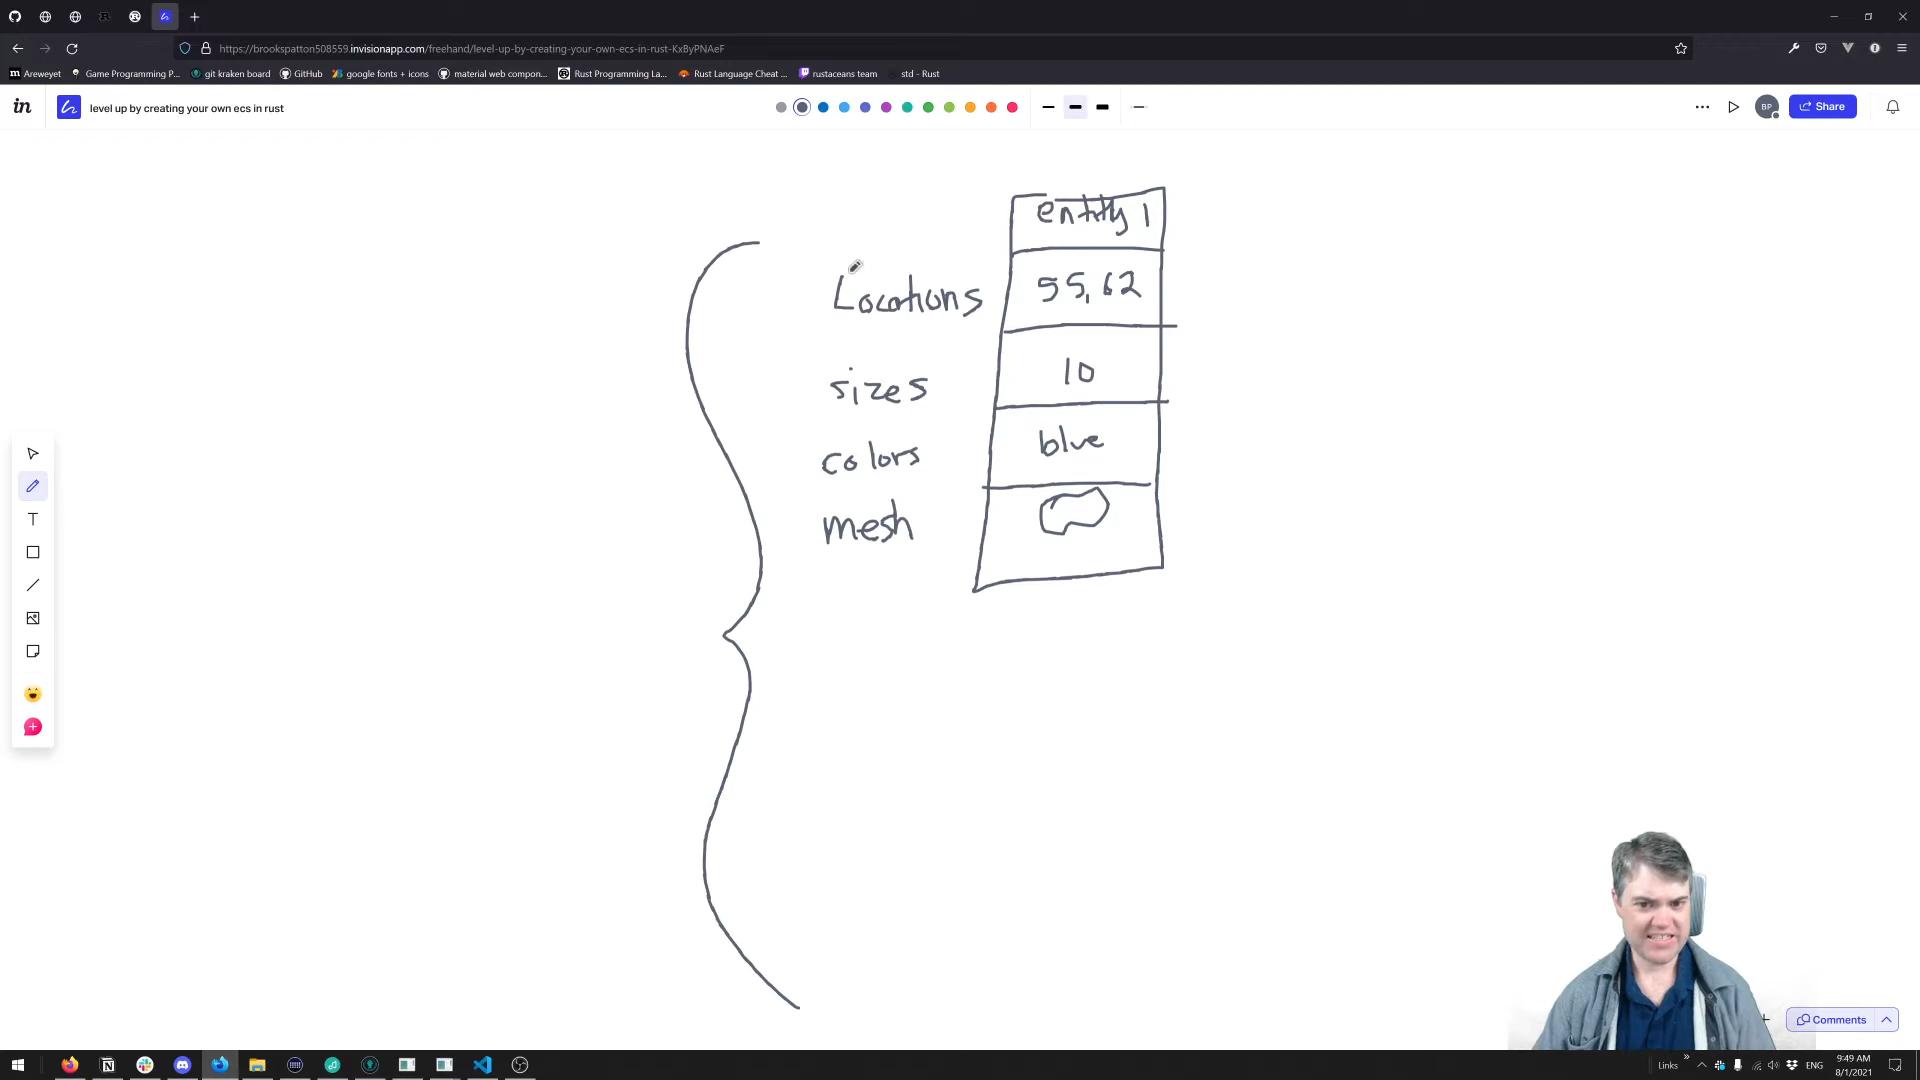 https://brookspatton508559.invisionapp.com/freehand/level-up-by-creating-your-own-ecs-in-rust-KxByPNAeF
Areweyet
Game Programming P...
git kraken board
GitHub
google fonts + icons
material web compon...
Rust Programming La...
Rust Language Cheat ...
rustaceans team
std - Rust
in
level up by creating your own ecs in rust
BP
Share
entity 1
Locations 55, 62
sizes 10
colors blue
mesh
T
Comments
Links
ENG
9:49 AM
8/1/2021